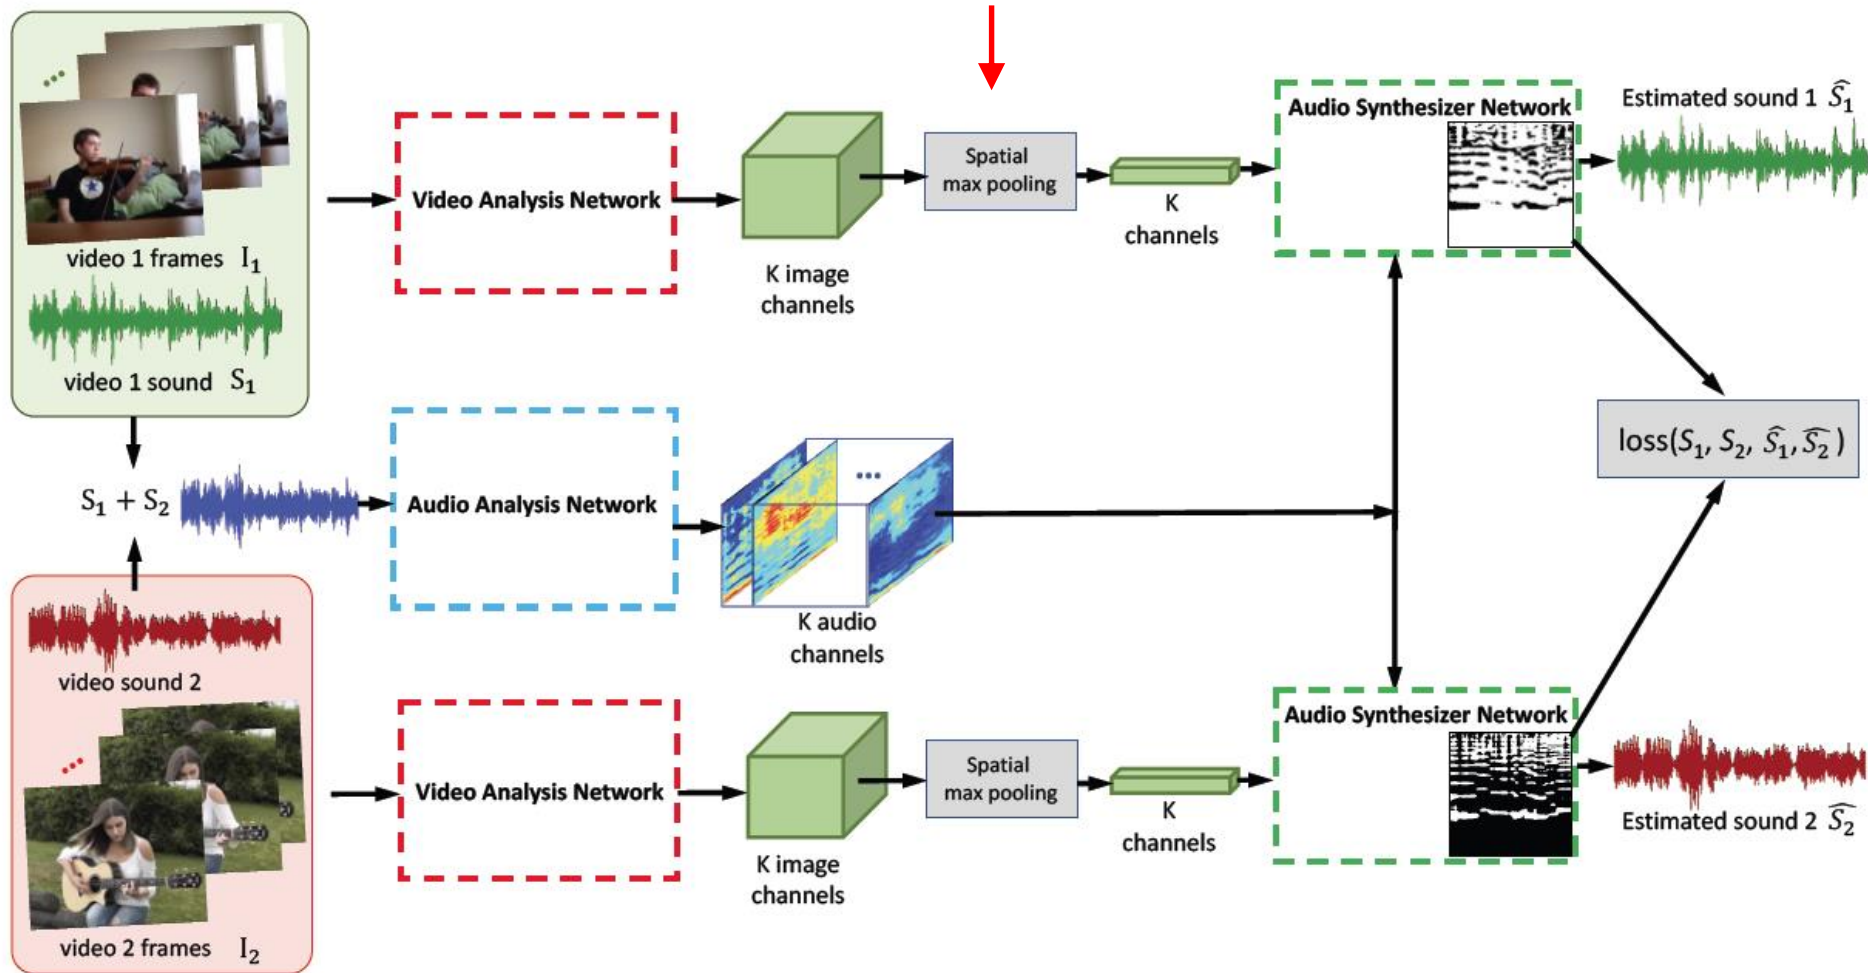 video 1 frames I₁
video 1 sound S₁
Video Analysis Network
K image
channels
Spatial
max pooling
K
channels
Audio Synthesizer Network
Estimated sound 1 Ŝ₁
S₁ + S₂
Audio Analysis Network
...
K audio
channels
loss(S₁, S₂, Ŝ₁, Ŝ₂)
video sound 2
video 2 frames I₂
Video Analysis Network
K image
channels
Spatial
max pooling
K
channels
Audio Synthesizer Network
Estimated sound 2 Ŝ₂